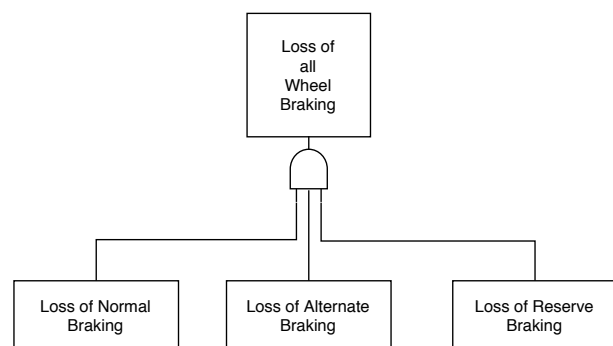 Loss of
all
Wheel
Braking
Loss of Normal
Braking
Loss of Alternate
Braking
Loss of Reserve
Braking